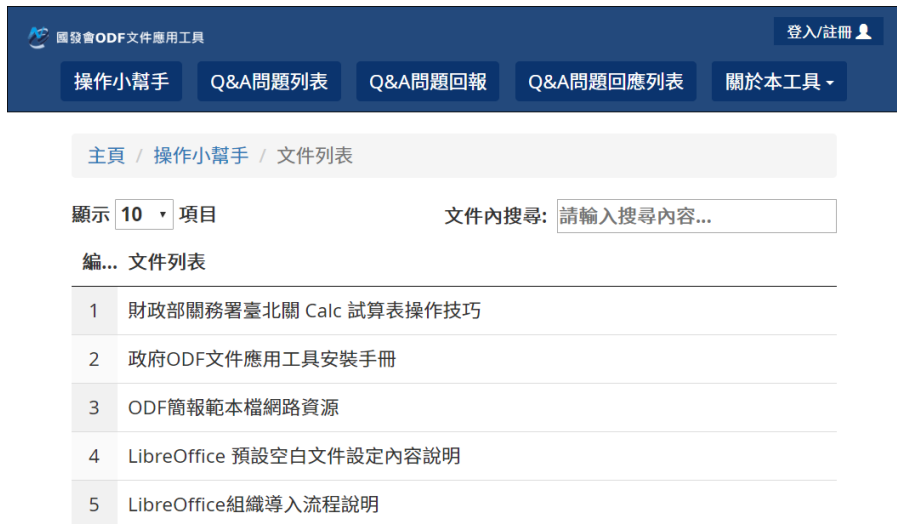 國發會ODF文件應用工具
登入/註冊
操作小幫手 Q&A問題列表 Q&A問題回報 Q&A問題回應列表 關於本工具
主頁 / 操作小幫手 / 文件列表
顯示 10 項目 文件內搜尋: 請輸入搜尋內容...
編... 文件列表
1 財政部關務署臺北關 Calc 試算表操作技巧
2 政府ODF文件應用工具安裝手冊
3 ODF簡報範本檔網路資源
4 LibreOffice 預設空白文件設定內容說明
5 LibreOffice組織導入流程說明